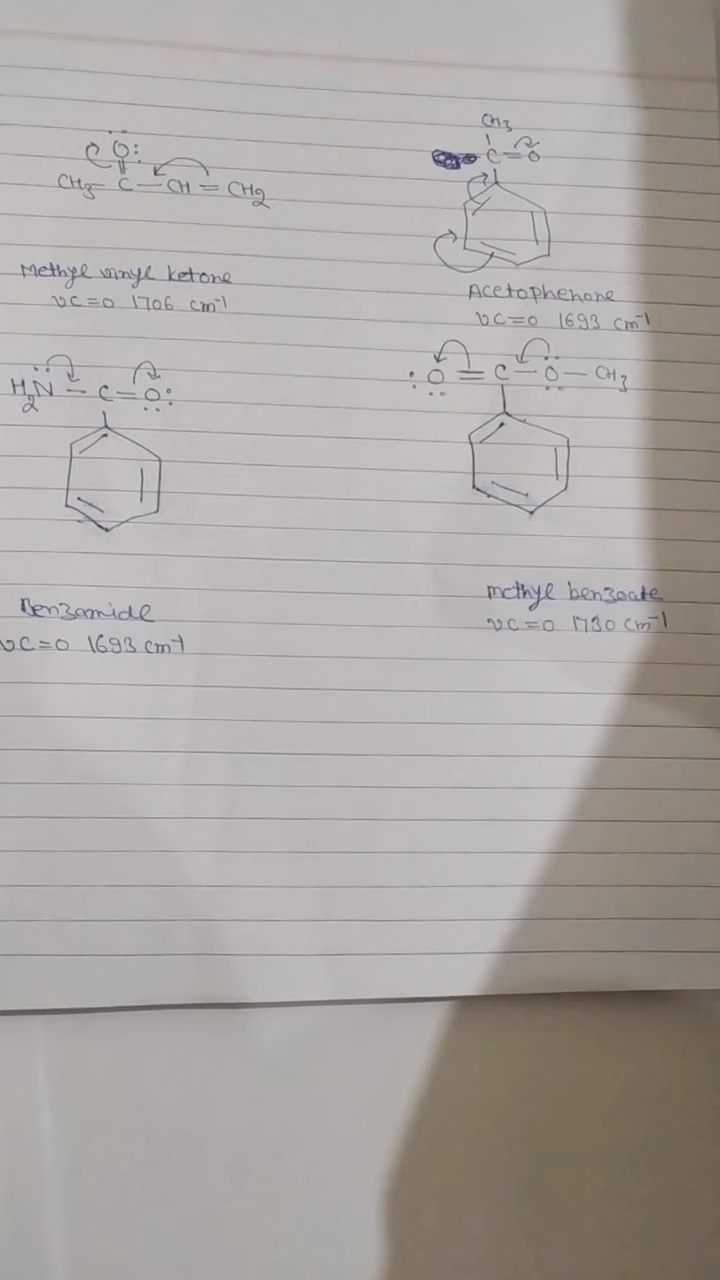 CH3
C=O
:O:
CH3 - C - CH = CH2
Methyl vinyl ketone
νC=O 1706 cm-1
Acetophenone
νC=O 1693 cm-1
H2N - C - O:
:O = C - O - CH3
Benzamide
νC=O 1693 cm-1
methyl benzoate
νC=O 1730 cm-1